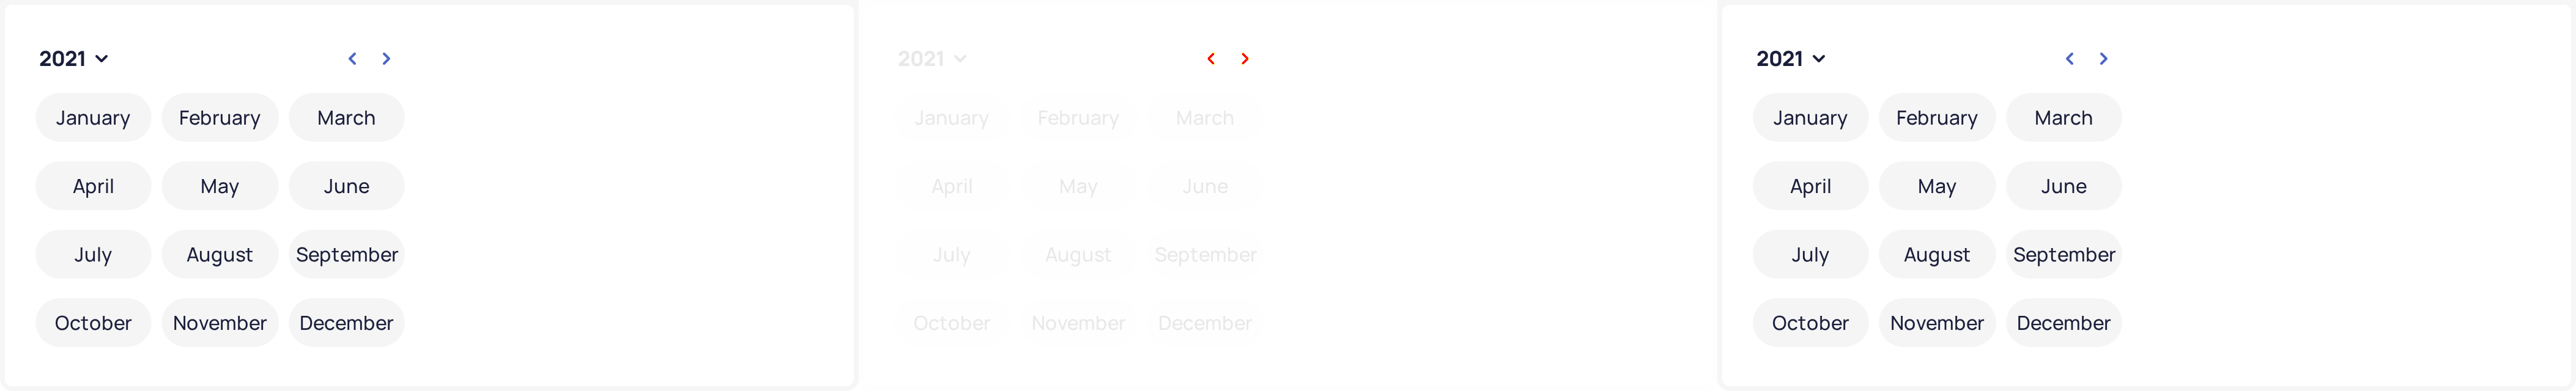 2021
January February March
April May June
July August September
October November December
2021
January February March
April May June
July August September
October November December
2021
January February March
April May June
July August September
October November December